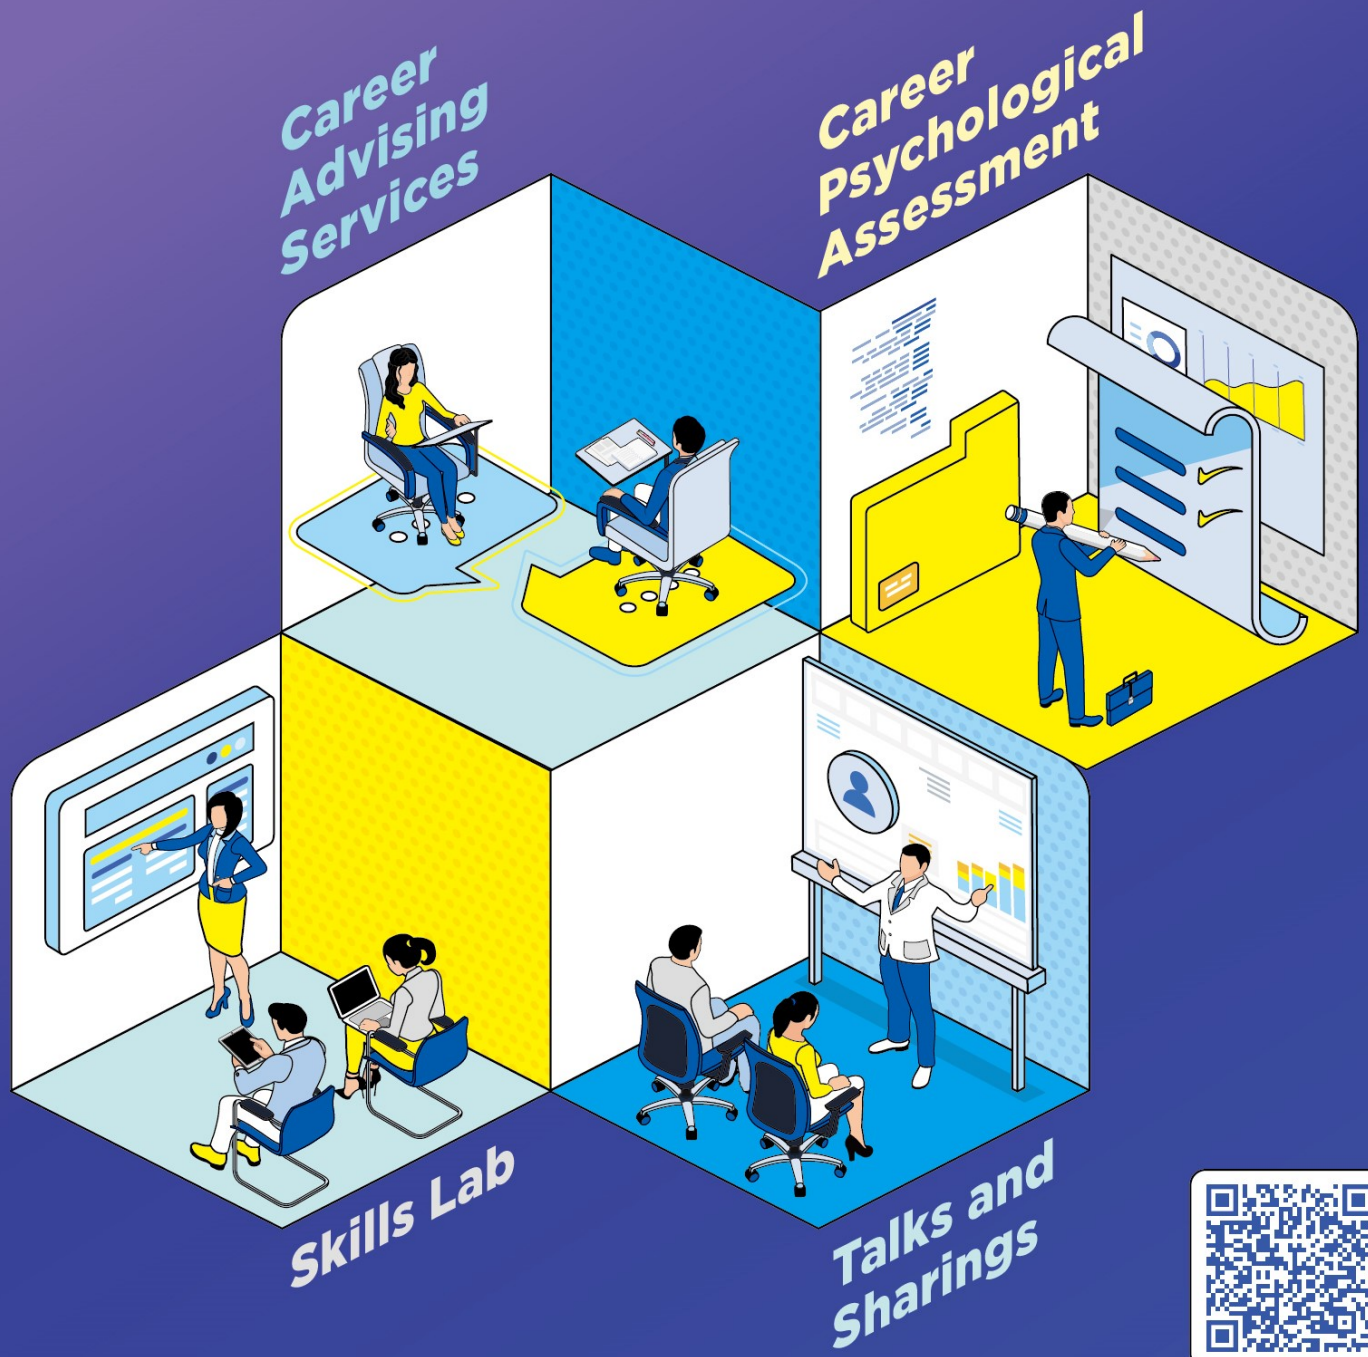 Career
Advising
Services
Career
Psychological
Assessment
Skills Lab
Talks and
Sharings